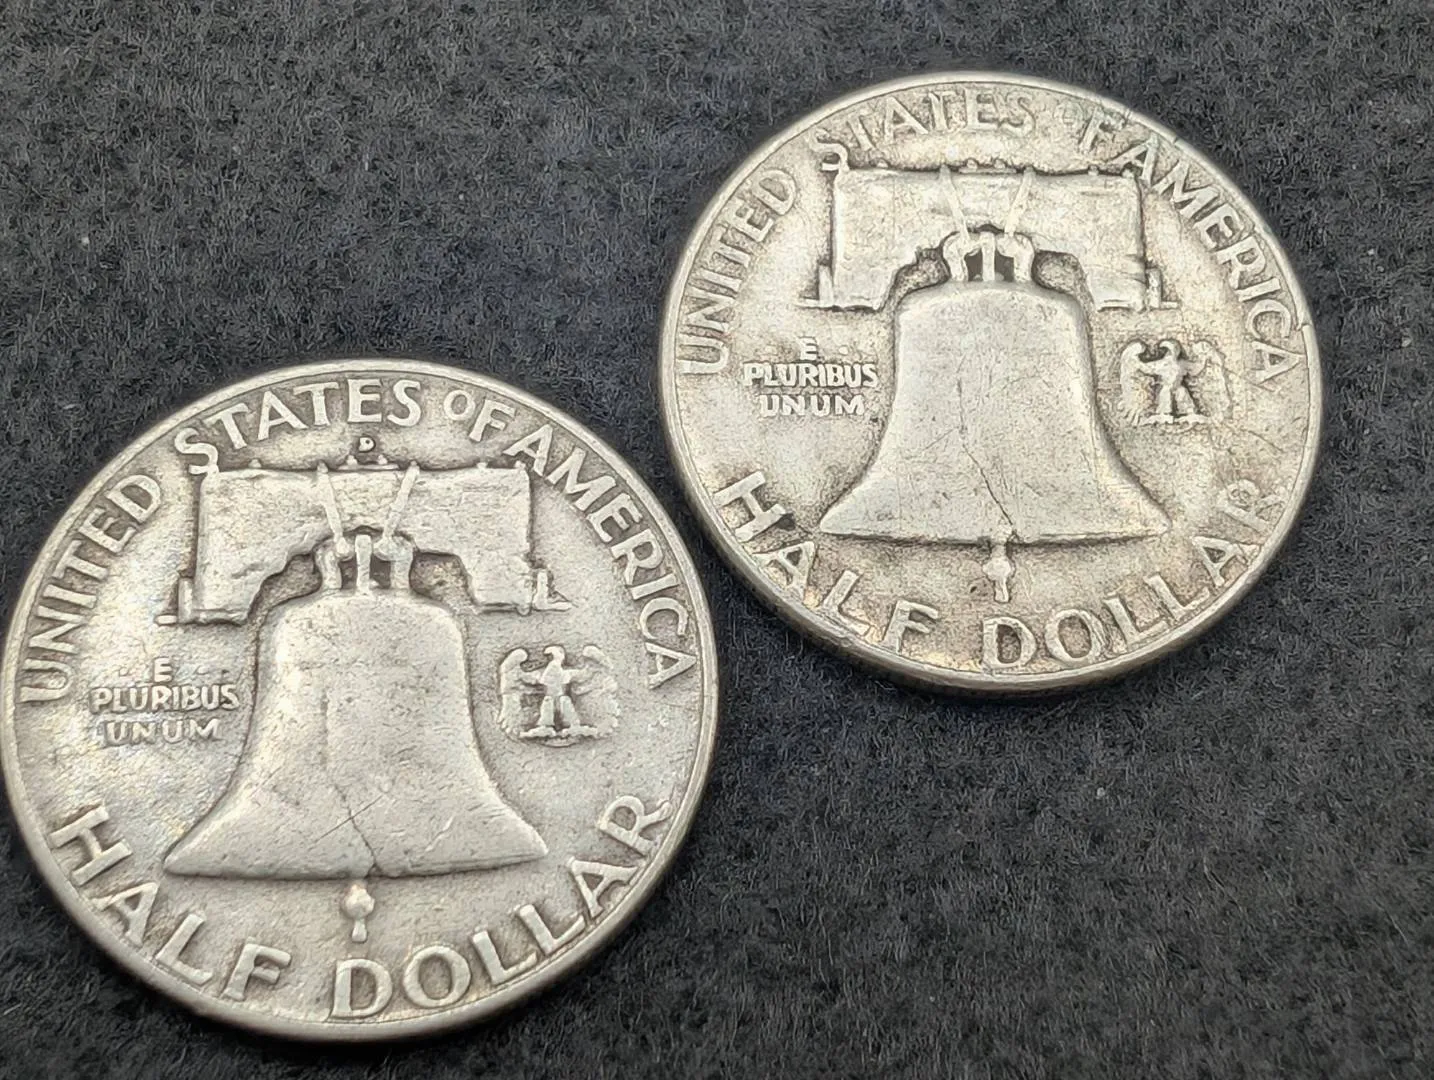 UNITED STATES OF AMERICA
D
E
PLURIBUS
UNUM
HALF DOLLAR
UNITED STATES OF AMERICA
E
PLURIBUS
UNUM
HALF DOLLAR